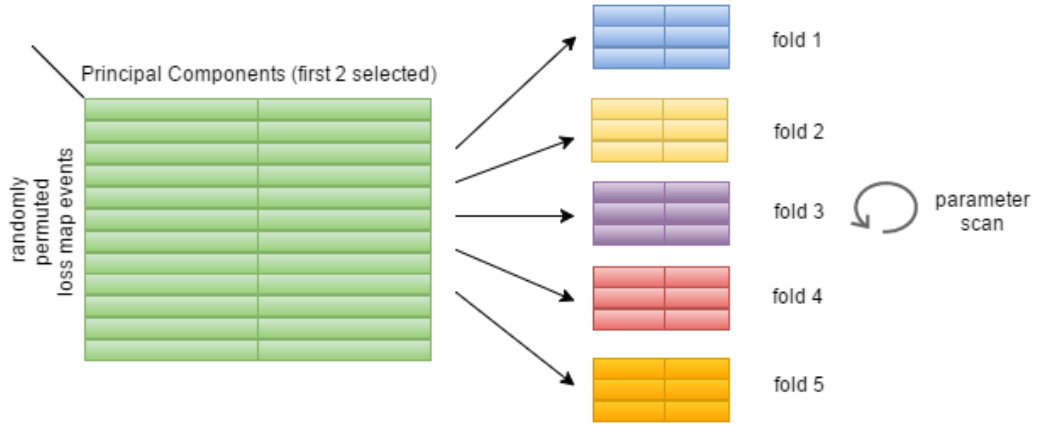 Principal Components (first 2 selected)
randomly
permuted
loss map events
fold 1
fold 2
fold 3
fold 4
fold 5
parameter
scan